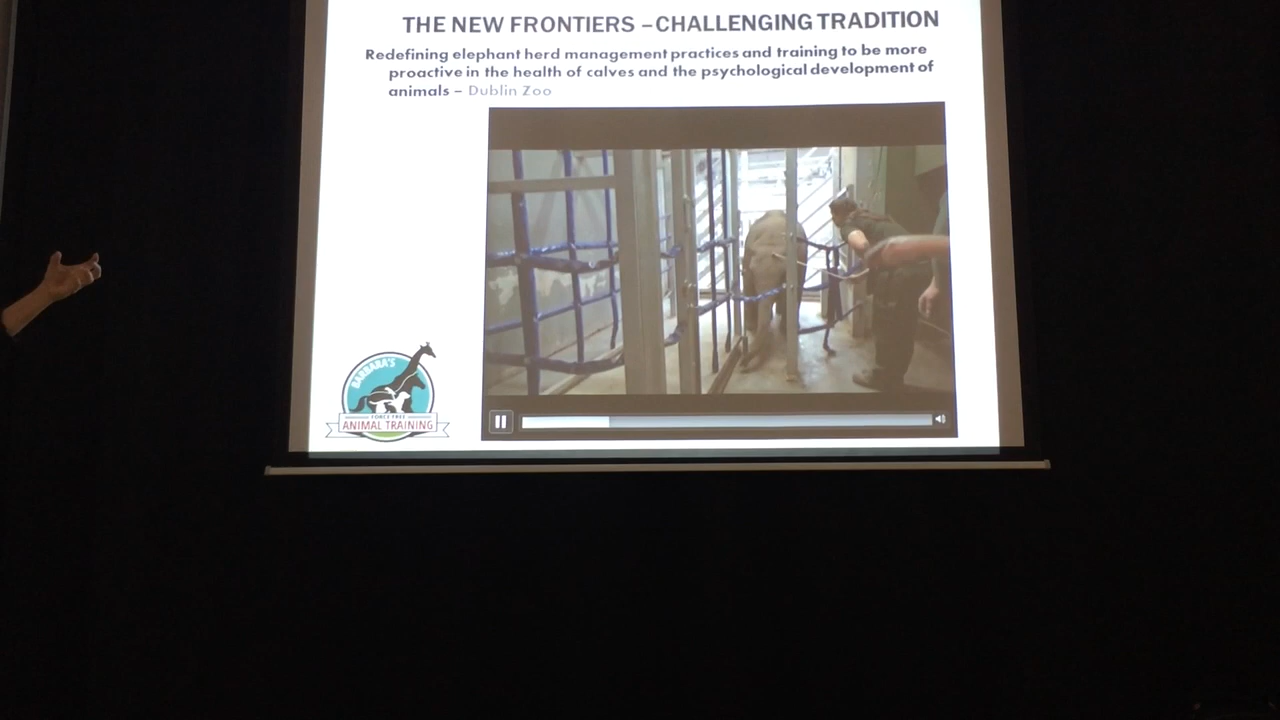 THE NEW FRONTIERS – CHALLENGING TRADITION
Redefining elephant herd management practices and training to be more
proactive in the health of calves and the psychological development of
animals – Dublin Zoo
BARBARA'S
FORCE FREE
ANIMAL TRAINING